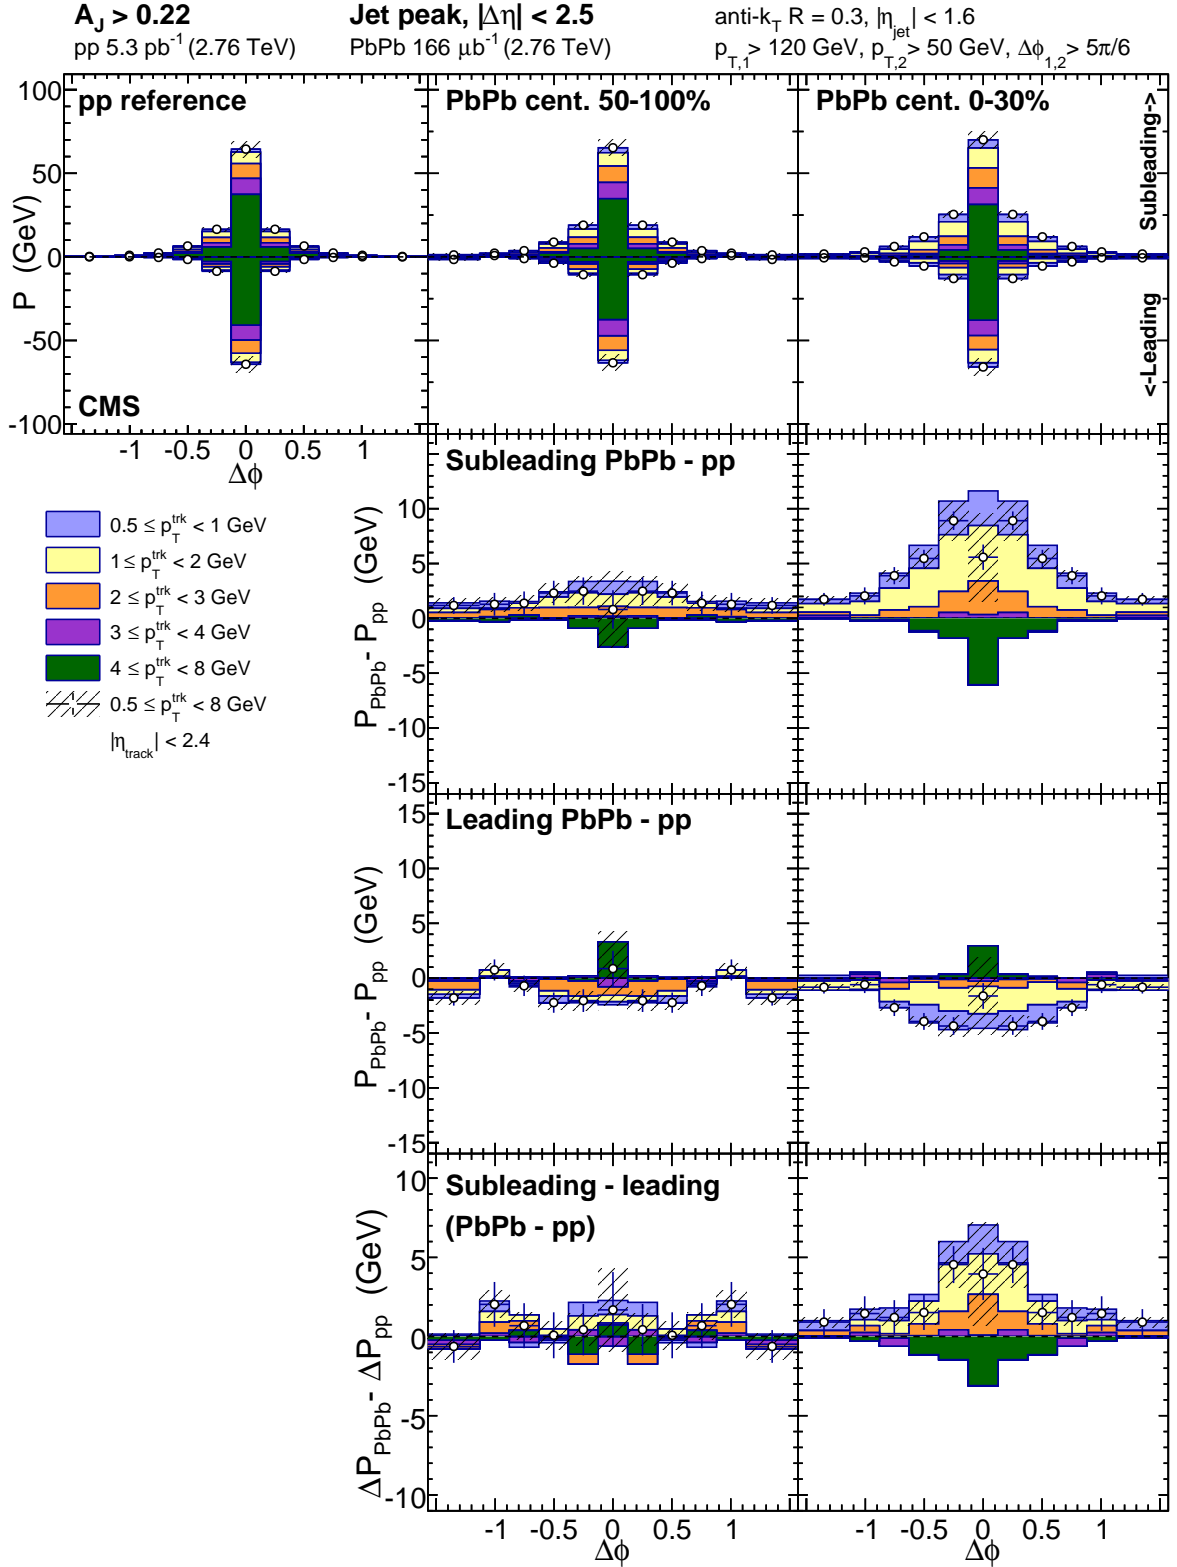 A_J > 0.22
Jet peak, |Δη| < 2.5
anti-k_T R = 0.3, |η_jet| < 1.6
pp 5.3 pb^-1 (2.76 TeV)
PbPb 166 μb^-1 (2.76 TeV)
p_T,1 > 120 GeV, p_T,2 > 50 GeV, Δϕ_1,2 > 5π/6
pp reference
PbPb cent. 50-100%
PbPb cent. 0-30%
100
50
0
-50
-100
P (GeV)
Subleading->
<-Leading
CMS
-1 -0.5 0 0.5 1
Δϕ
0.5 ≤ p_T^trk < 1 GeV
1 ≤ p_T^trk < 2 GeV
2 ≤ p_T^trk < 3 GeV
3 ≤ p_T^trk < 4 GeV
4 ≤ p_T^trk < 8 GeV
0.5 ≤ p_T^trk < 8 GeV
|η_track| < 2.4
Subleading PbPb - pp
10
5
0
-5
-10
-15
P_PbPb - P_pp (GeV)
Leading PbPb - pp
15
10
5
0
-5
-10
-15
P_PbPb - P_pp (GeV)
Subleading - leading
(PbPb - pp)
10
5
0
-5
-10
ΔP_PbPb - ΔP_pp (GeV)
-1 -0.5 0 0.5 1
Δϕ
-1 -0.5 0 0.5 1
Δϕ